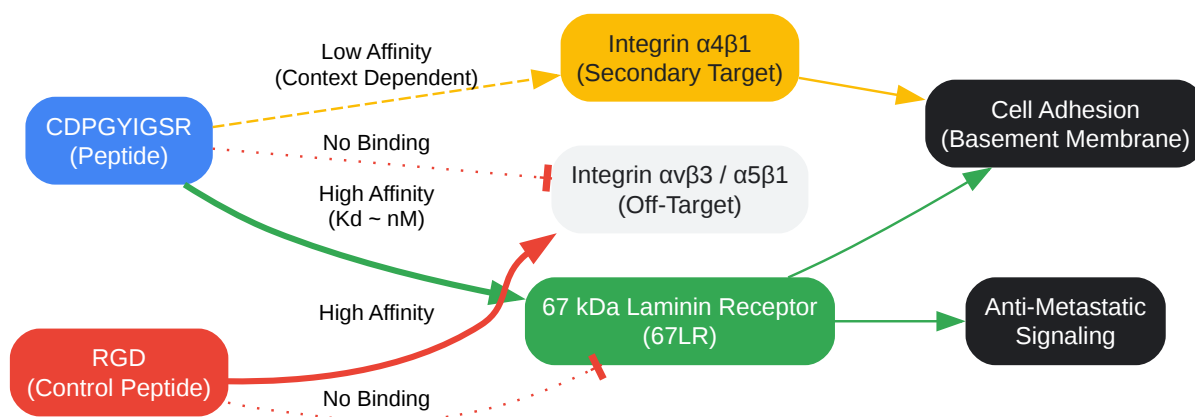 Low Affinity
(Context Dependent)
Integrin α4β1
(Secondary Target)
CDPGYIGSR
(Peptide)
No Binding
Cell Adhesion
(Basement Membrane)
Integrin αvβ3 / α5β1
(Off-Target)
High Affinity
(Kd ~ nM)
High Affinity
67 kDa Laminin Receptor
(67LR)
Anti-Metastatic
Signaling
RGD
(Control Peptide)
No Binding